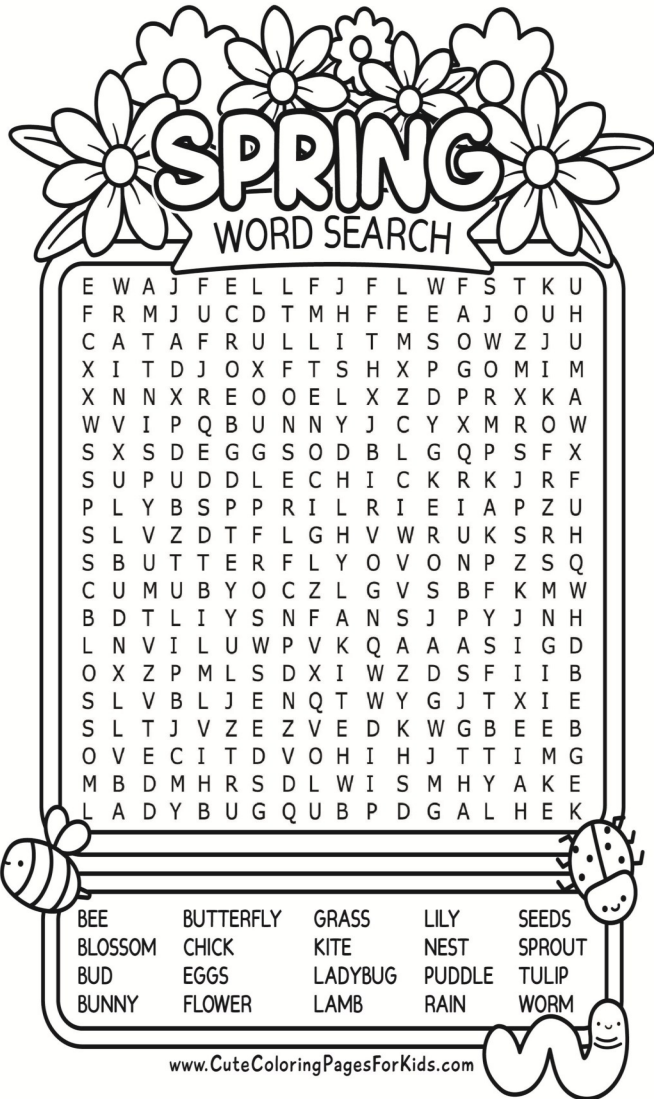 SPRING
WORD SEARCH
E W A J F E L L F J F L W F S T K U
F R M J U C D T M H F E E A J O U H
C A T A F R U L L I T M S O W Z J U
X I T D J O X F T S H X P G O M I M
X N N X R E O O E L X Z D P R X K A
W V I P Q B U N N Y J C Y X M R O W
S X S D E G G S O D B L G Q P S F X
S U P U D D L E C H I C K R K J R F
P L Y B S P P R I L R I E I A P Z U
S L V Z D T F L G H V W R U K S R H
S B U T T E R F L Y O V O N P Z S Q
C U M U B Y O C Z L G V S B F K M W
B D T L I Y S N F A N S J P Y J N H
L N V I L U W P V K Q A A A S I G D
O X Z P M L S D X I W Z D S F I I B
S L V B L J E N Q T W Y G J T X I E
S L T J V Z E Z V E D K W G B E E B
O V E C I T D V O H I H J T T I M G
M B D M H R S D L W I S M H Y A K E
L A D Y B U G Q U B P D G A L H E K
BEE BUTTERFLY GRASS LILY SEEDS
BLOSSOM CHICK KITE NEST SPROUT
BUD EGGS LADYBUG PUDDLE TULIP
BUNNY FLOWER LAMB RAIN WORM
www.CuteColoringPagesForKids.com